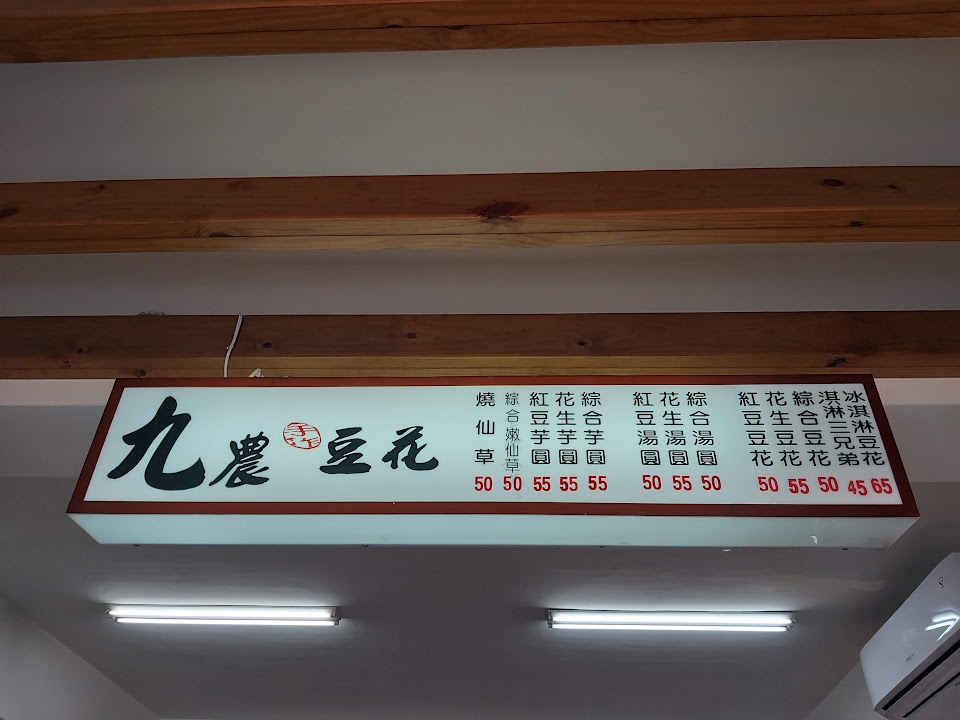 九農 手作 豆花
燒仙草 50
綜合嫩仙草 50
紅豆芋圓 55
花生芋圓 55
綜合芋圓 55
紅豆湯圓 50
花生湯圓 55
綜合湯圓 50
紅豆豆花 50
花生豆花 55
綜合豆花 50
淇淋三兄弟 45
冰淇淋豆花 65